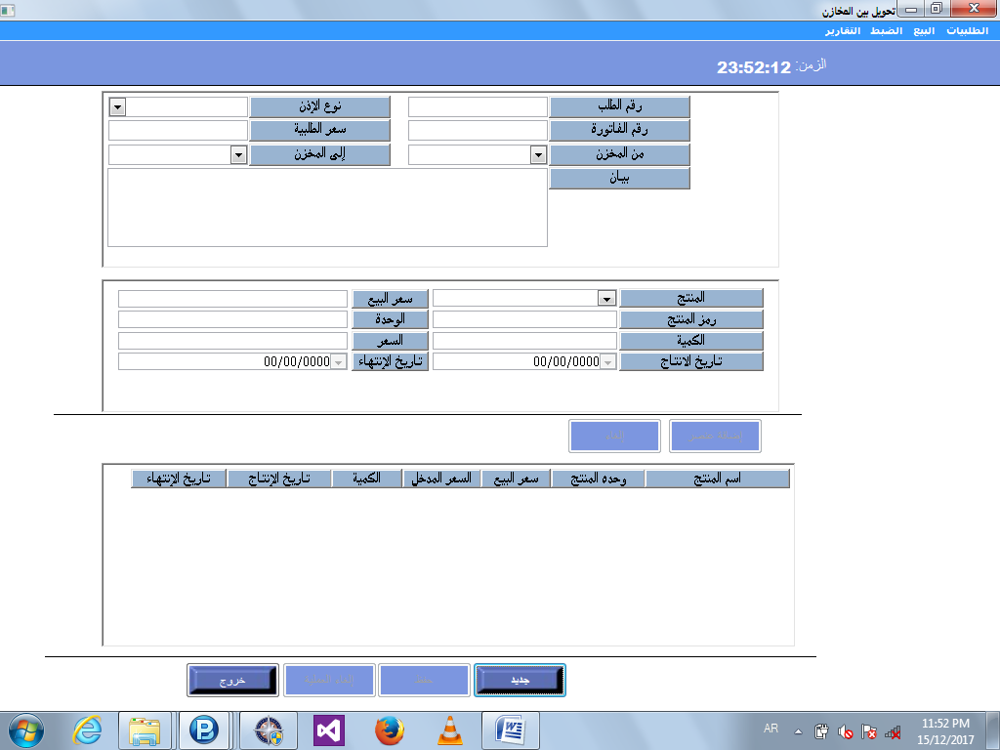 تحويل بين المخازن
الطلبيات البيع الضبط التقارير
الزمن: 23:52:12
رقم الطلب نوع الإذن
رقم الفاتورة سعر الطلبية
من المخزن إلى المخزن
بيان
المنتج سعر البيع
رمز المنتج الوحدة
الكمية السعر
تاريخ الانتاج 00/00/0000 تاريخ الإنتهاء 00/00/0000
إضافة عنصر إلغاء
اسم المنتج وحده المنتج سعر البيع السعر المدخل الكمية تاريخ الإنتاج تاريخ الإنتهاء
جديد حفظ إلغاء العملية خروج
AR 11:52 PM
15/12/2017